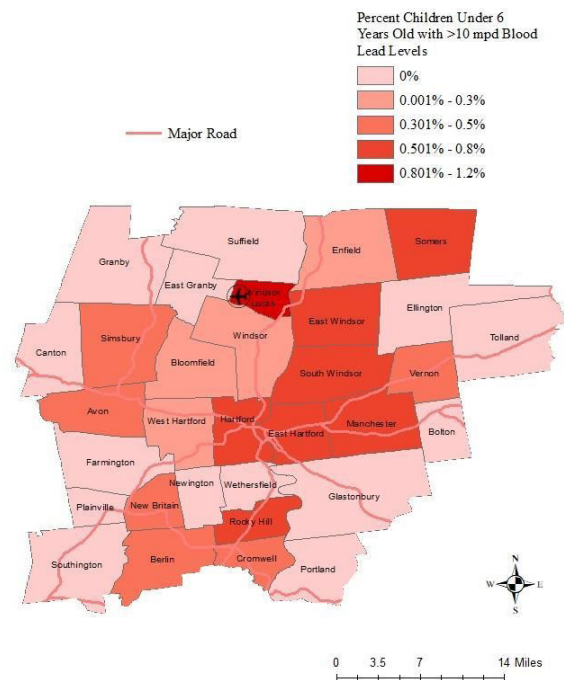 Percent Children Under 6
Years Old with >10 mpd Blood
Lead Levels
0%
0.001% - 0.3%
Major Road
0.301% - 0.5%
0.501% - 0.8%
0.801% - 1.2%
Suffield
Somers
Enfield
Granby
East Granby
Windsor
Locks
Ellington
East Windsor
Tolland
Simsbury
Windsor
Canton
Bloomfield
South Windsor
Vernon
Avon
West Hartford
Hartford
East Hartford
Manchester
Bolton
Farmington
Newington
Wethersfield
Glastonbury
Plainville
New Britain
Rocky Hill
Southington
Berlin
Cromwell
Portland
N
W E
S
0 3.5 7 14 Miles